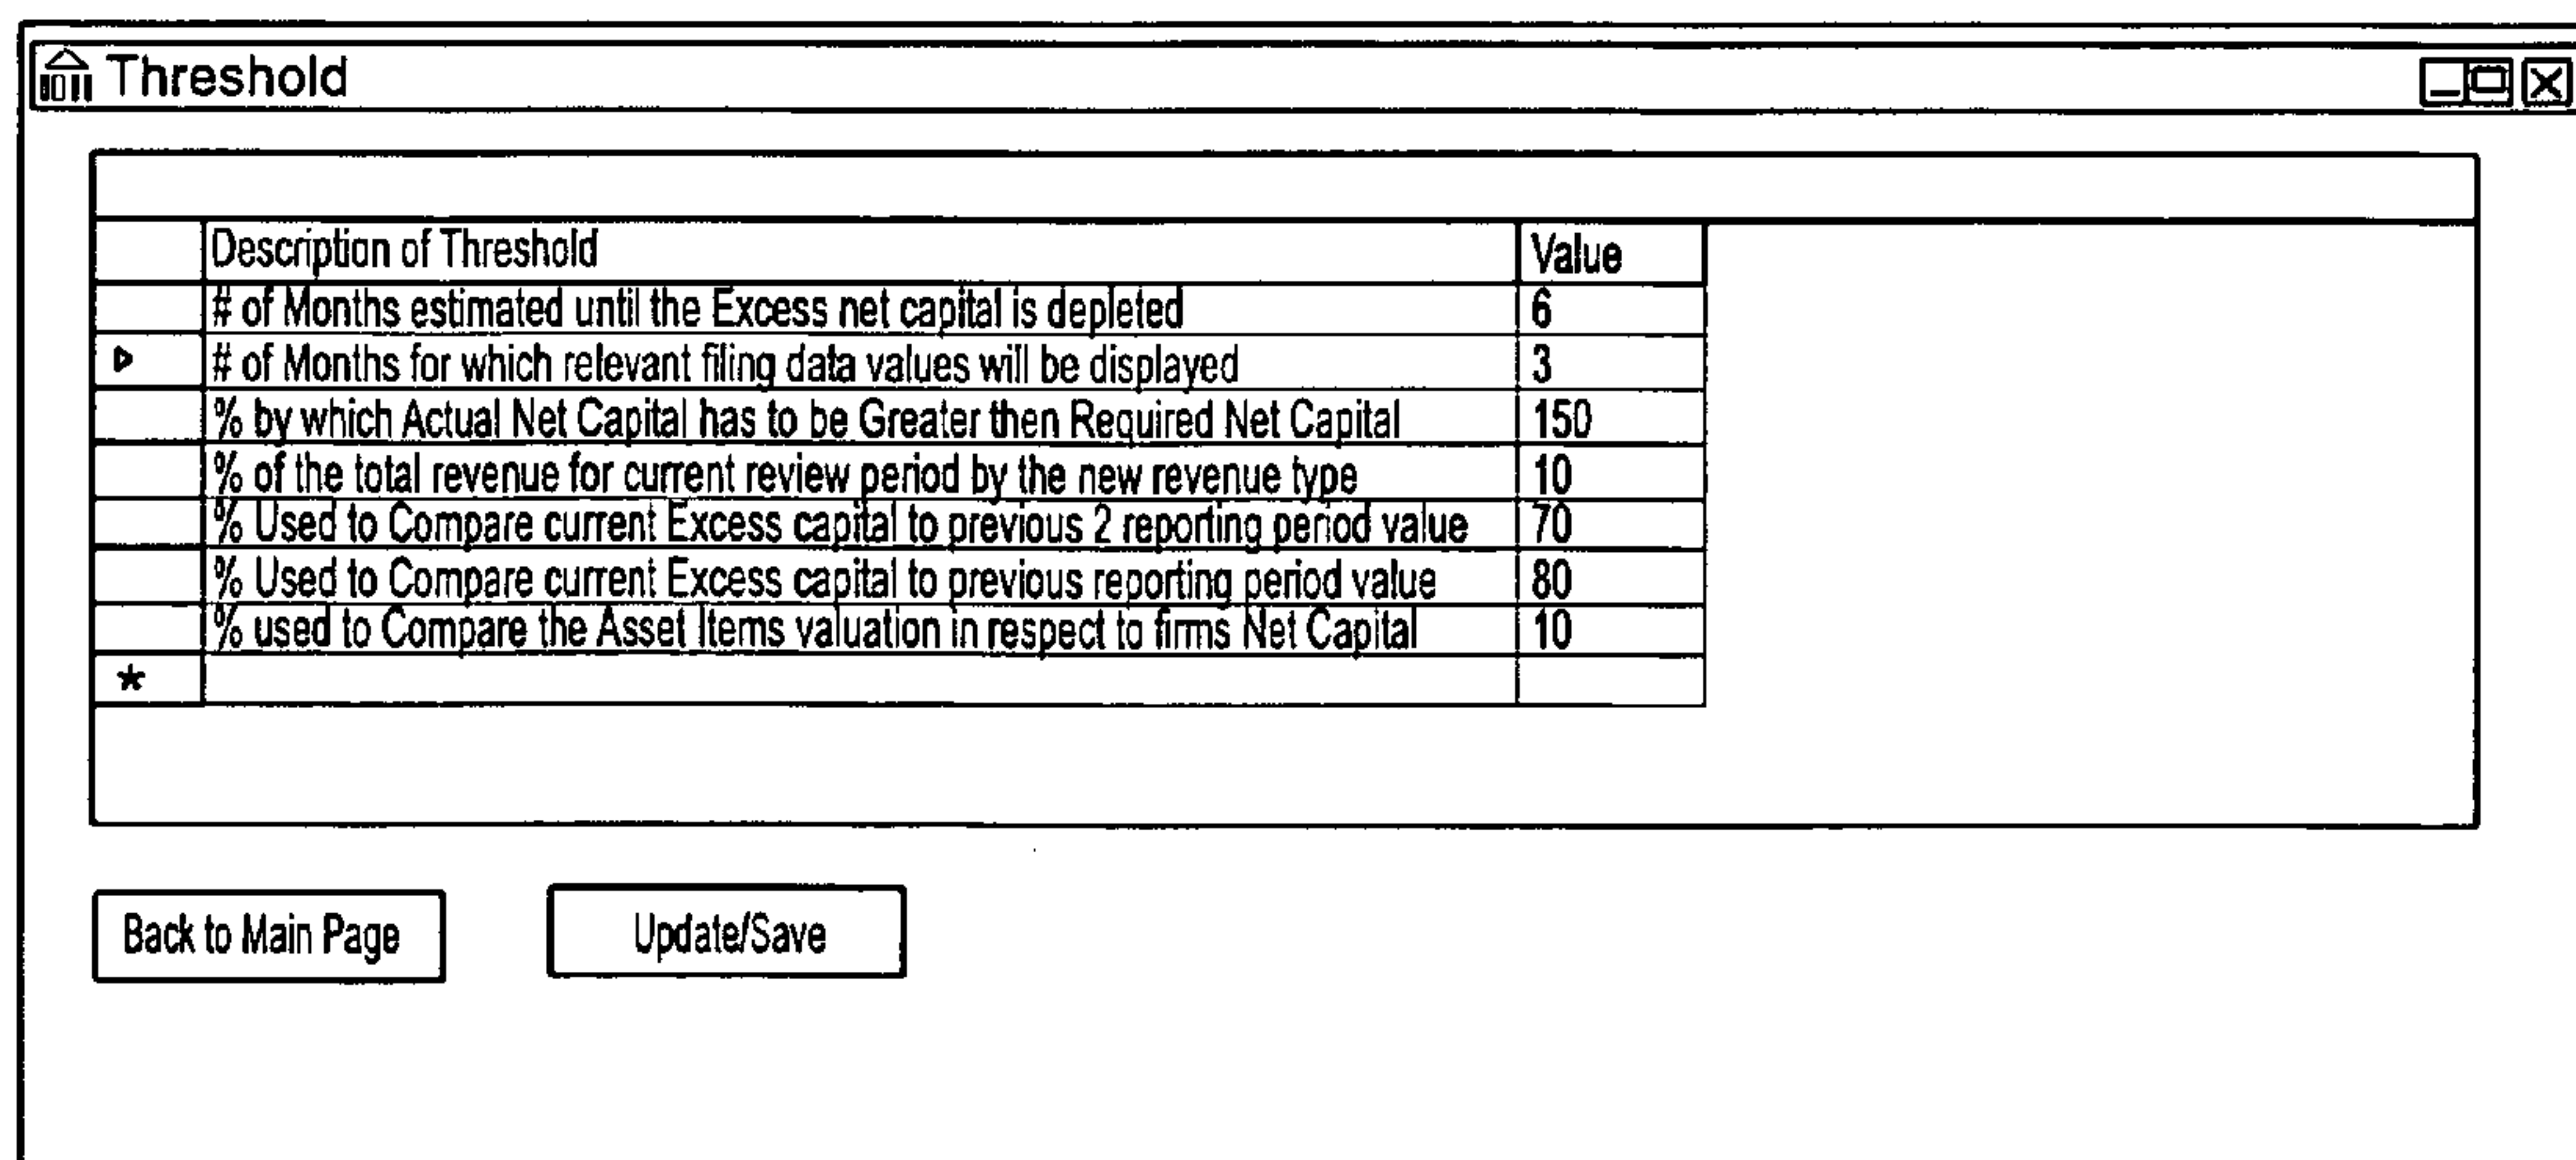 Threshold
Description of Threshold Value
# of Months estimated until the Excess net capital is depleted 6
# of Months for which relevant filing data values will be displayed 3
% by which Actual Net Capital has to be Greater then Required Net Capital 150
% of the total revenue for current review period by the new revenue type 10
% Used to Compare current Excess capital to previous 2 reporting period value 70
% Used to Compare current Excess capital to previous reporting period value 80
% used to Compare the Asset Items valuation in respect to firms Net Capital 10
*
Back to Main Page Update/Save